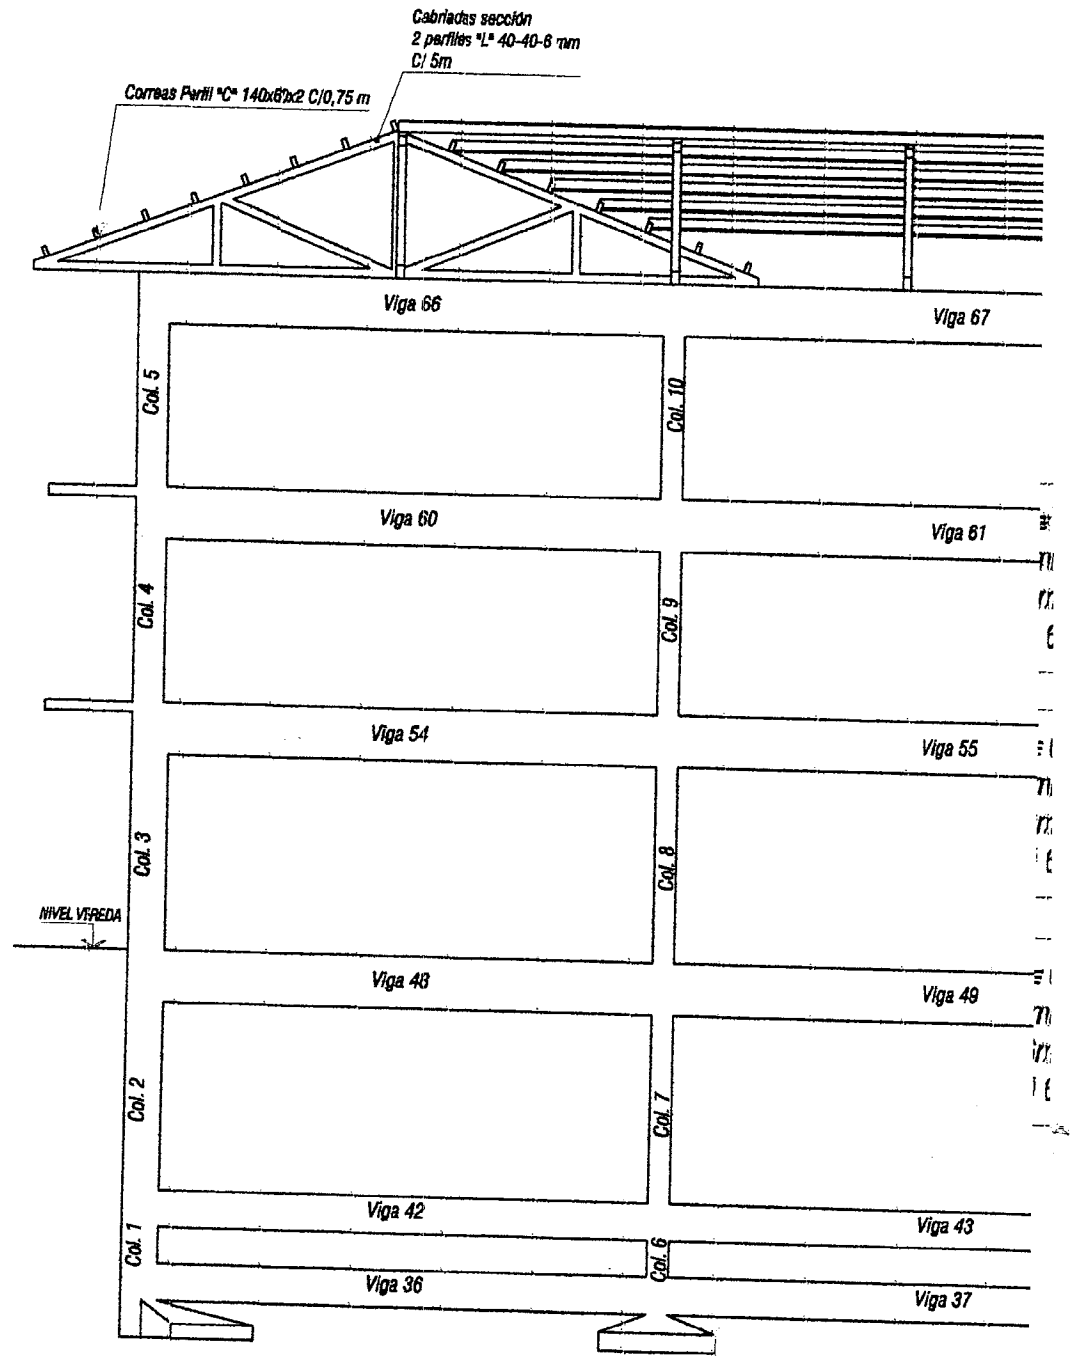 Cabriadas sección
2 perfiles "L" 40-40-6 mm
C/ 5m
Correas Perfil "C" 140x60x2 C/0,75 m
Viga 66
Viga 67
Col. 5
Col. 10
Viga 60
Viga 61
Col. 4
Col. 9
Viga 54
Viga 55
Col. 3
Col. 8
NIVEL VEREDA
Viga 48
Viga 49
Col. 2
Col. 7
Viga 42
Viga 43
Col. 1
Col. 6
Viga 36
Viga 37